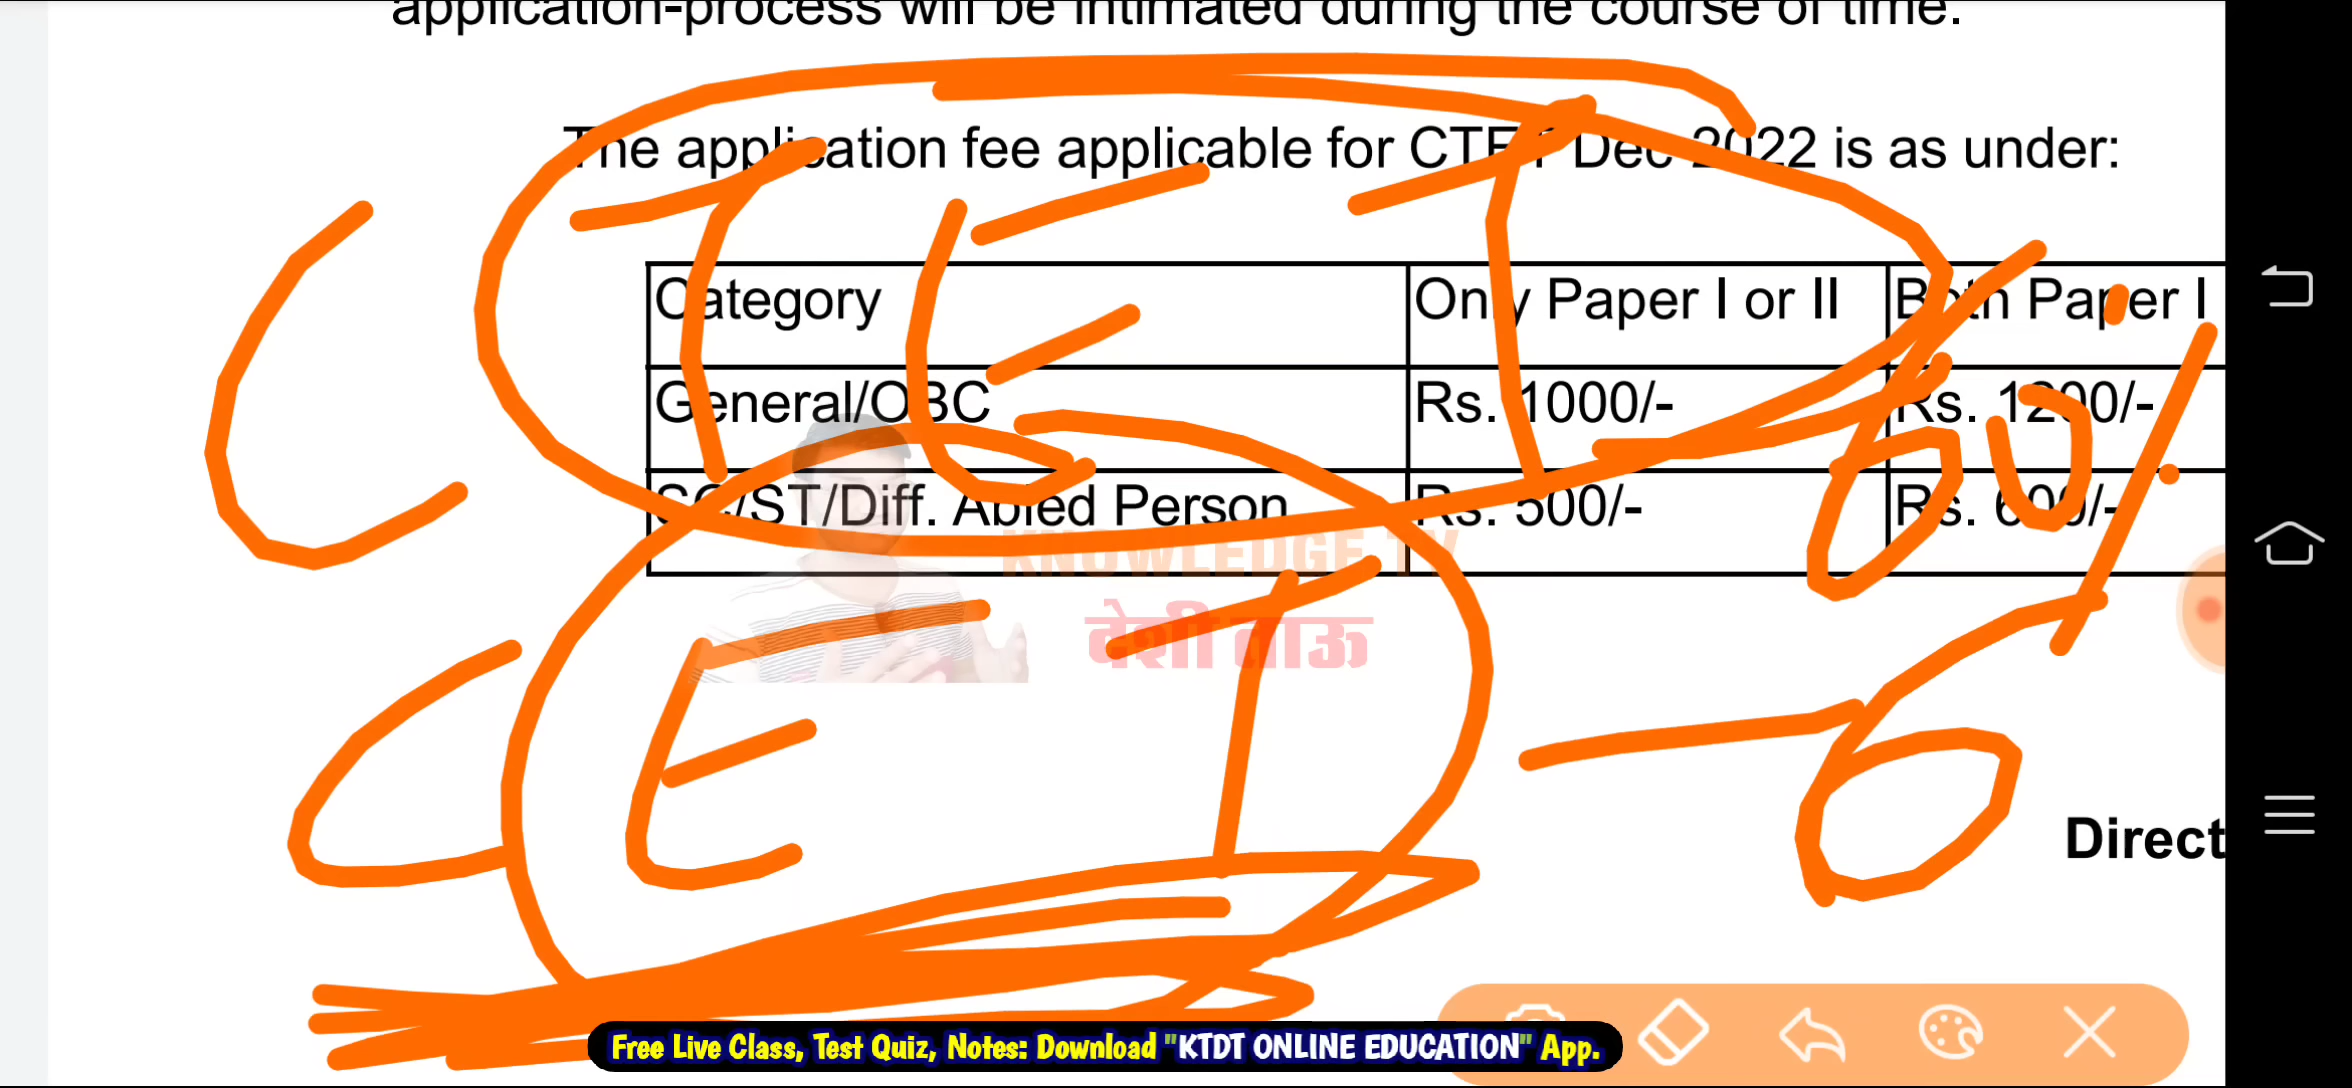 application-process will be intimated during the course of time.
The application fee applicable for CTET Dec 2022 is as under:
CTET
Category Only Paper I or II Both Paper I
General/OBC Rs. 1000/- Rs. 1200/-
60%
SC/ST/Diff. Abled Person Rs. 500/- Rs. 600/-
KNOWLEDGE TV
देशी ताऊ
CET
Direct
Free Live Class, Test Quiz, Notes: Download "KTDT ONLINE EDUCATION" App.